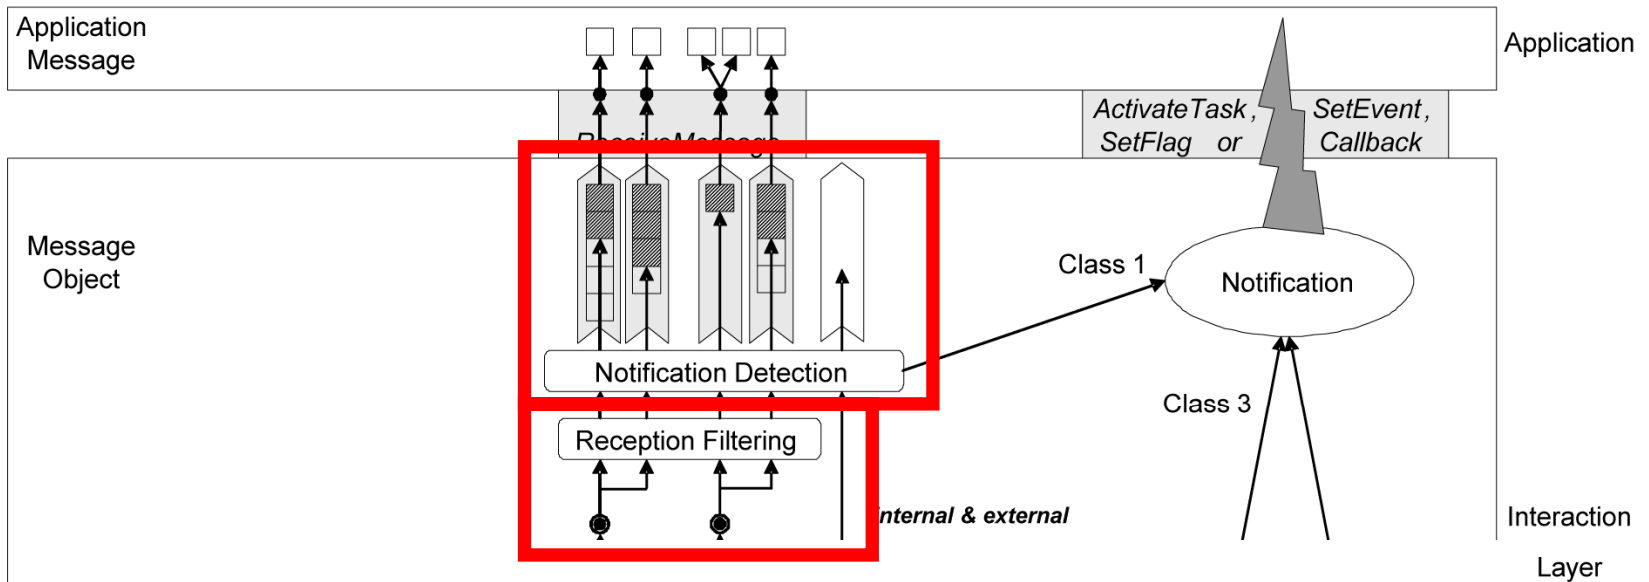 Application
Message
Application
ActivateTask, SetEvent,
SetFlag or Callback
ReceiveMessage
Message
Object
Class 1
Notification
Notification Detection
Class 3
Reception Filtering
internal & external
Interaction
Layer